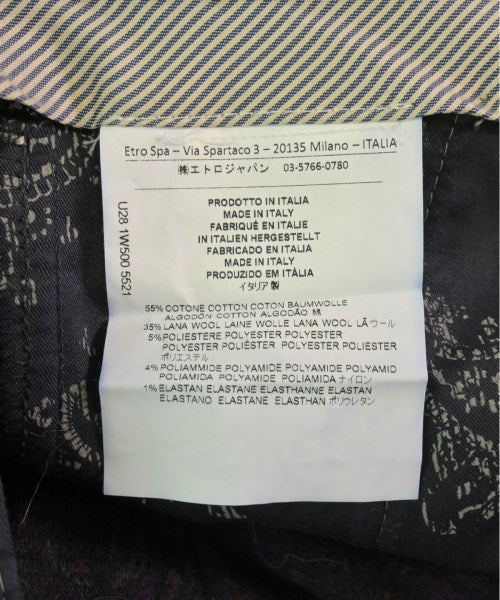 Etro Spa – Via Spartaco 3 – 20135 Milano – ITALIA
㈱エトロジャパン 03-5766-0780
PRODOTTO IN ITALIA
MADE IN ITALY
FABRIQUÉ EN ITALIE
IN ITALIEN HERGESTELLT
FABRICADO EN ITALIA
MADE IN ITALY
PRODUZIDO EM ITÁLIA
イタリア製
U28 1W500 5521
55% COTONE COTTON COTON BAUMWOLLE
ALGODÓN COTTON ALGODÃO 綿
35% LANA WOOL LAINE WOLLE LANA WOOL LÃ ウール
5% POLIESTERE POLYESTER POLYESTER
POLYESTER POLIÉSTER POLYESTER POLIESTER
ポリエステル
4% POLIAMMIDE POLYAMIDE POLYAMIDE POLYAMID
POLIAMIDA POLYAMIDE POLIAMIDA ナイロン
1% ELASTAN ELASTANE ELASTHANNE ELASTAN
ELASTANO ELASTANE ELASTHAN ポリウレタン